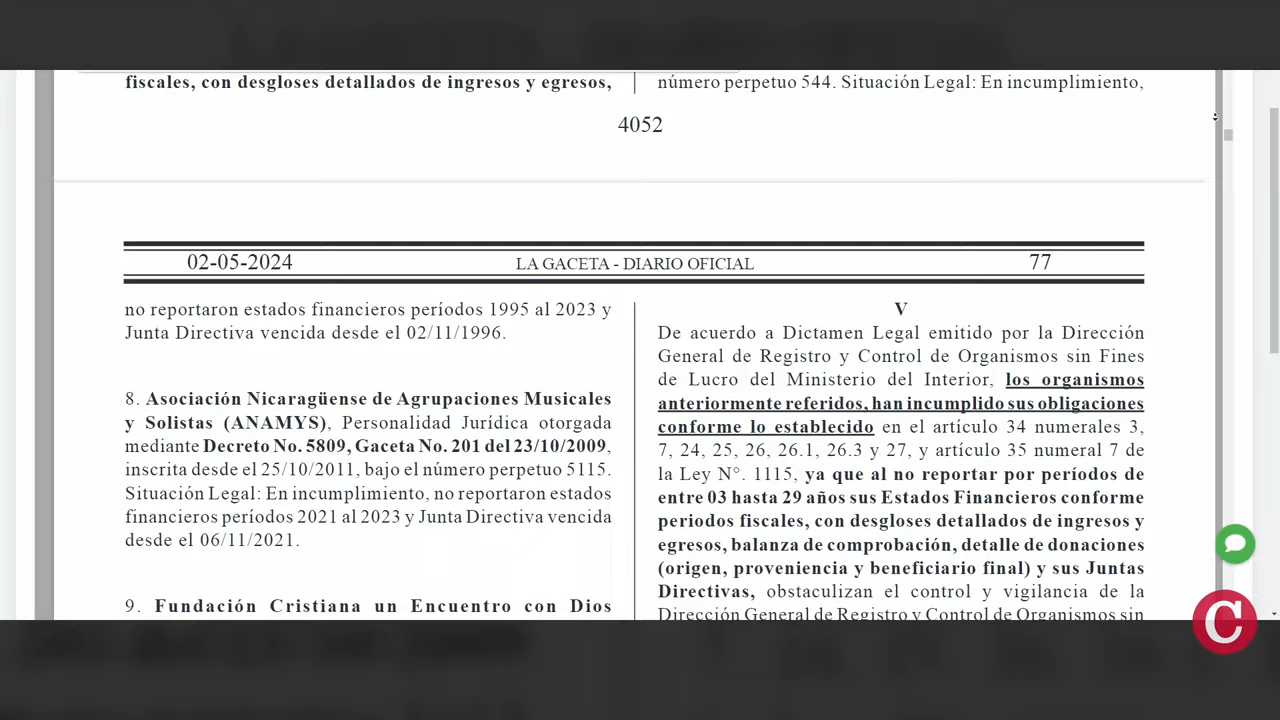 fiscales, con desgloses detallados de ingresos y egresos,
número perpetuo 544. Situación Legal: En incumplimiento,
4052
02-05-2024
LA GACETA - DIARIO OFICIAL
77
no reportaron estados financieros períodos 1995 al 2023 y
Junta Directiva vencida desde el 02/11/1996.
8. Asociación Nicaragüense de Agrupaciones Musicales
y Solistas (ANAMYS), Personalidad Jurídica otorgada
mediante Decreto No. 5809, Gaceta No. 201 del 23/10/2009,
inscrita desde el 25/10/2011, bajo el número perpetuo 5115.
Situación Legal: En incumplimiento, no reportaron estados
financieros períodos 2021 al 2023 y Junta Directiva vencida
desde el 06/11/2021.
9. Fundación Cristiana un Encuentro con Dios
V
De acuerdo a Dictamen Legal emitido por la Dirección
General de Registro y Control de Organismos sin Fines
de Lucro del Ministerio del Interior, los organismos
anteriormente referidos, han incumplido sus obligaciones
conforme lo establecido en el artículo 34 numerales 3,
7, 24, 25, 26, 26.1, 26.3 y 27, y artículo 35 numeral 7 de
la Ley N°. 1115, ya que al no reportar por períodos de
entre 03 hasta 29 años sus Estados Financieros conforme
periodos fiscales, con desgloses detallados de ingresos y
egresos, balanza de comprobación, detalle de donaciones
(origen, proveniencia y beneficiario final) y sus Juntas
Directivas, obstaculizan el control y vigilancia de la
Dirección General de Registro y Control de Organismos sin
C